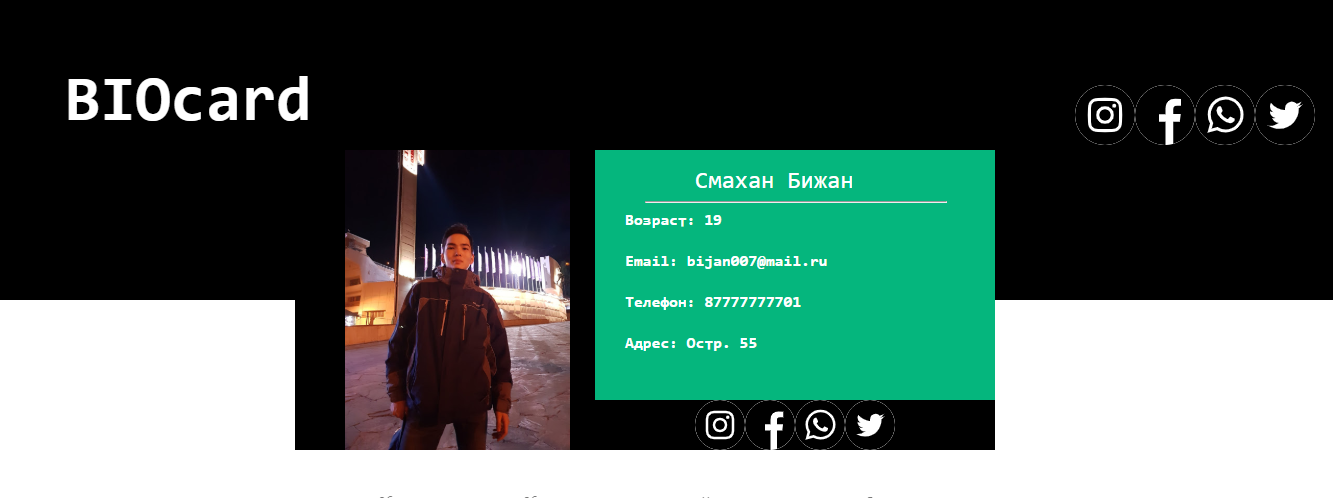 BIOcard
Смахан Бижан
Возраст: 19
Email: bijan007@mail.ru
Телефон: 87777777701
Адрес: Остр. 55